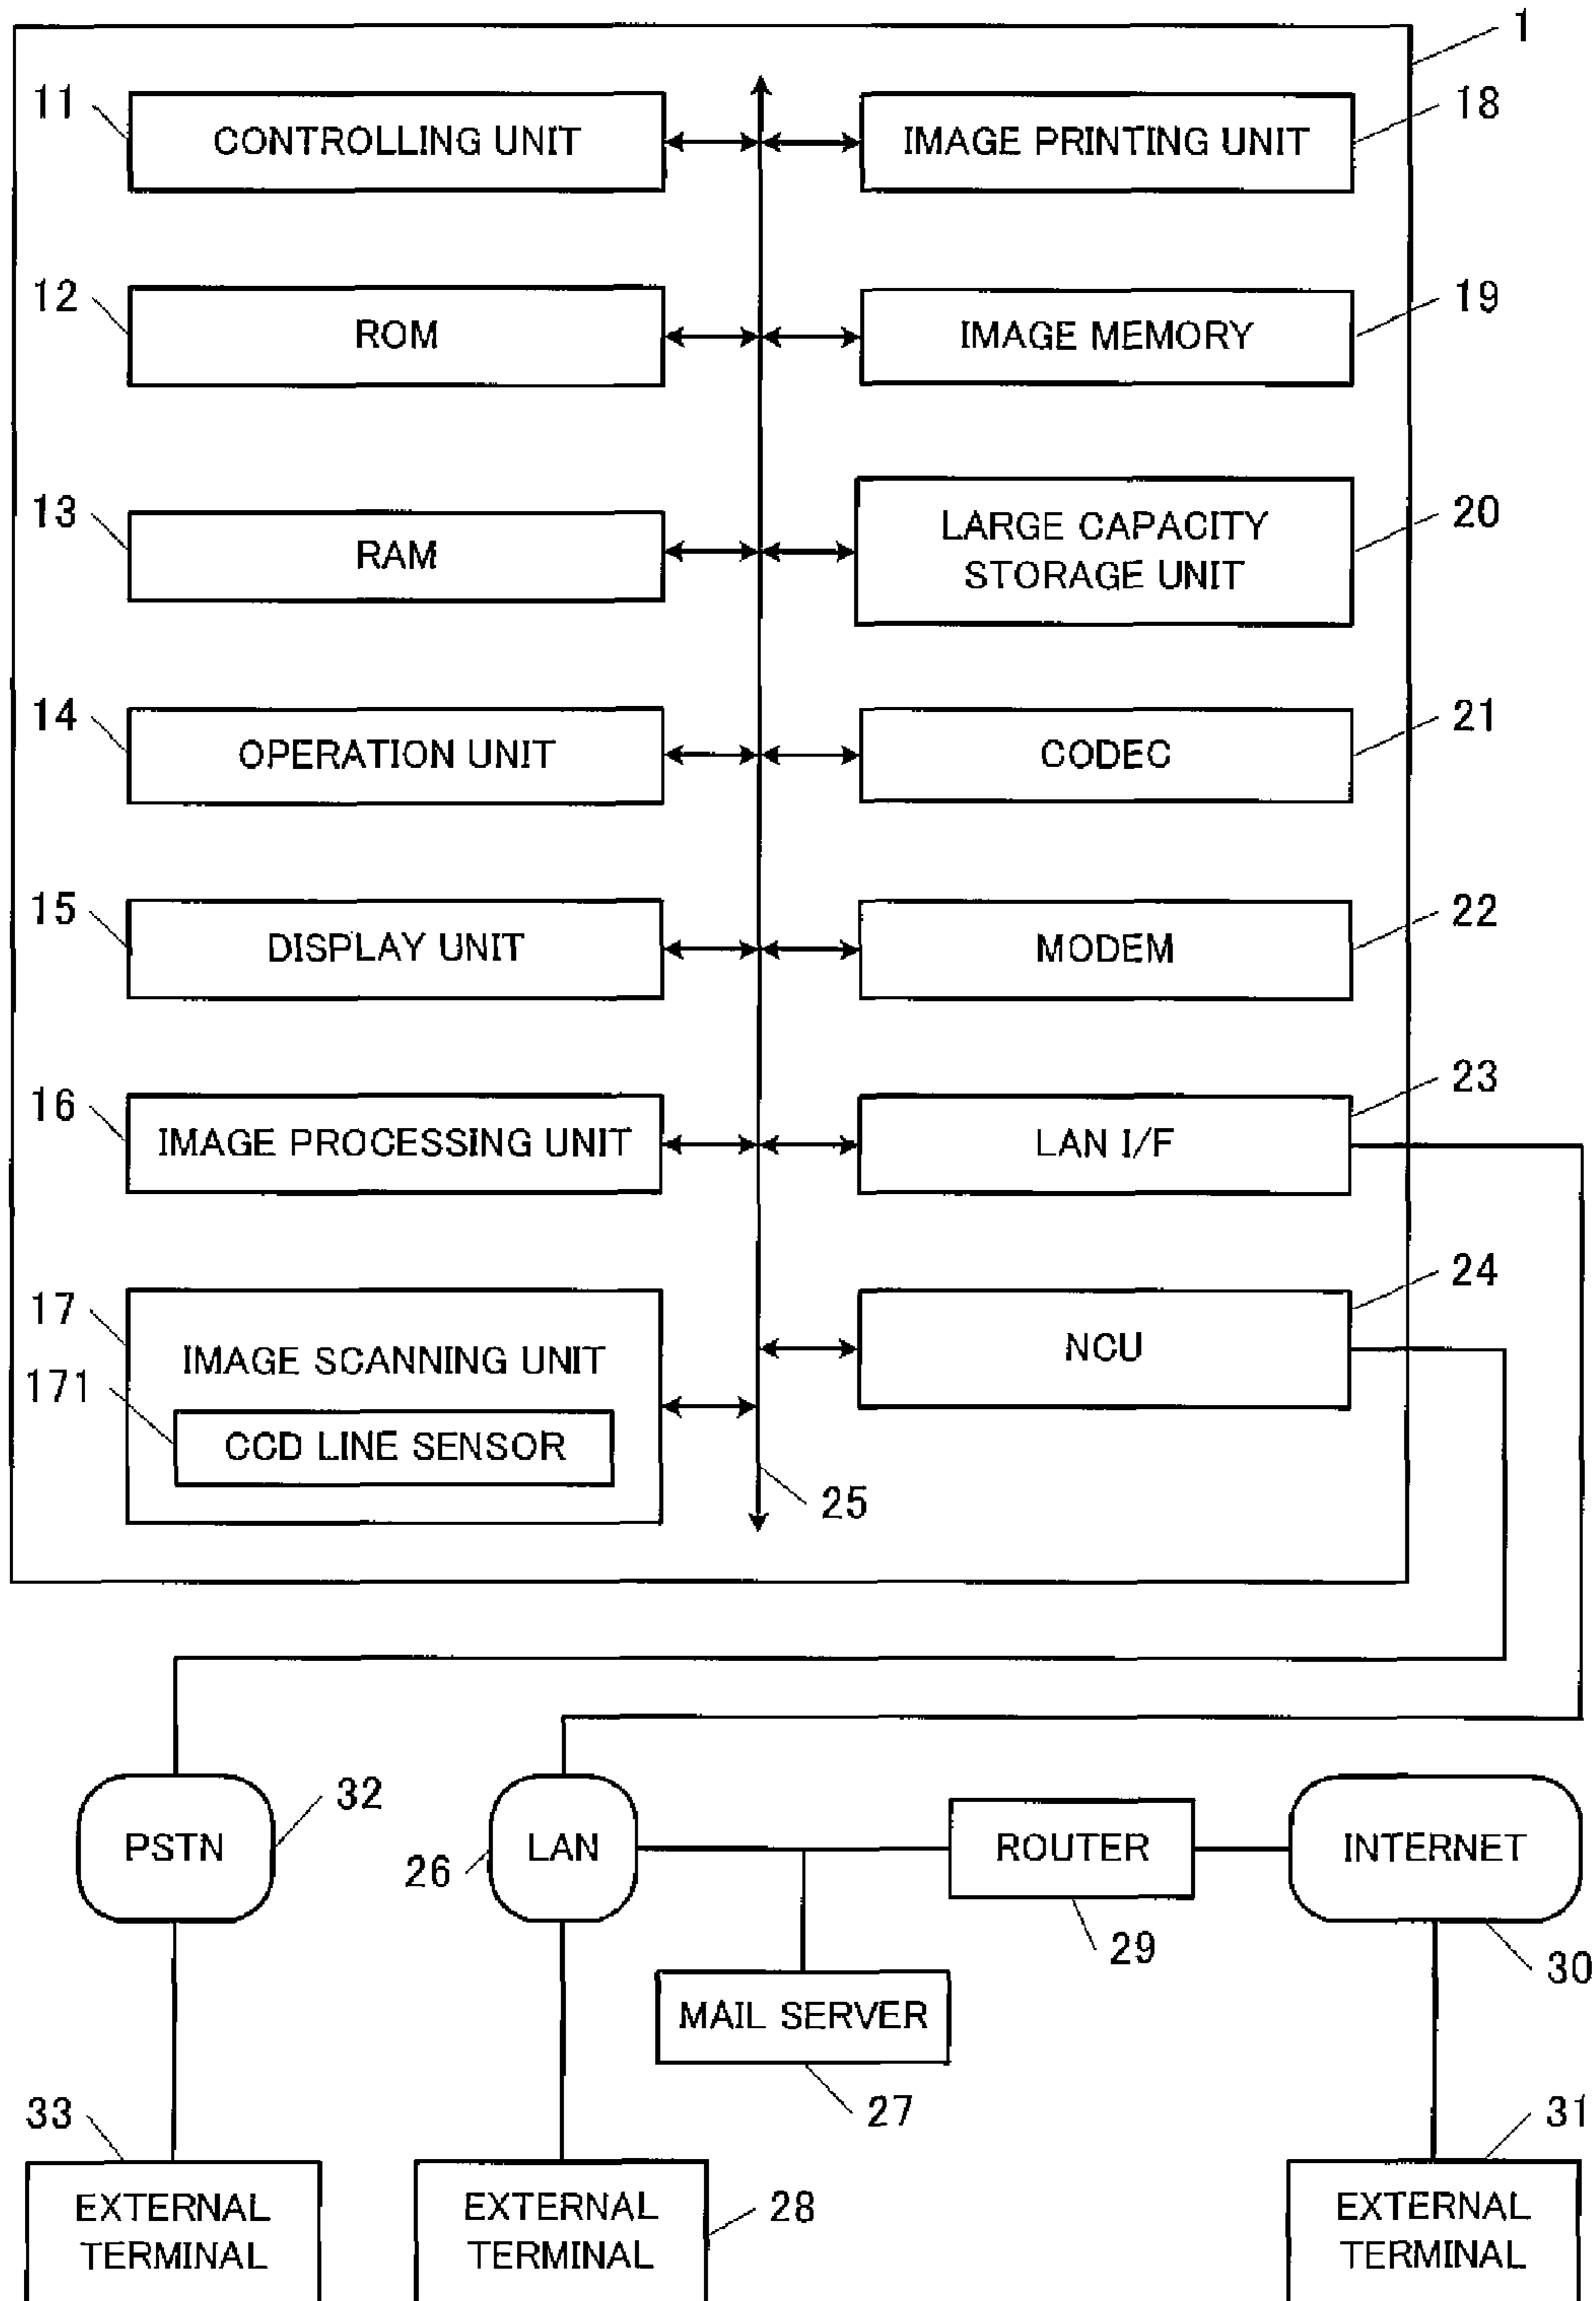 1
11
CONTROLLING UNIT
IMAGE PRINTING UNIT
18
12
ROM
IMAGE MEMORY
19
13
RAM
LARGE CAPACITY
STORAGE UNIT
20
14
OPERATION UNIT
CODEC
21
15
DISPLAY UNIT
MODEM
22
16
IMAGE PROCESSING UNIT
LAN I/F
23
17
IMAGE SCANNING UNIT
171
CCD LINE SENSOR
NCU
24
25
PSTN
32
26
LAN
ROUTER
29
INTERNET
30
MAIL SERVER
27
33
EXTERNAL
TERMINAL
EXTERNAL
TERMINAL
28
31
EXTERNAL
TERMINAL